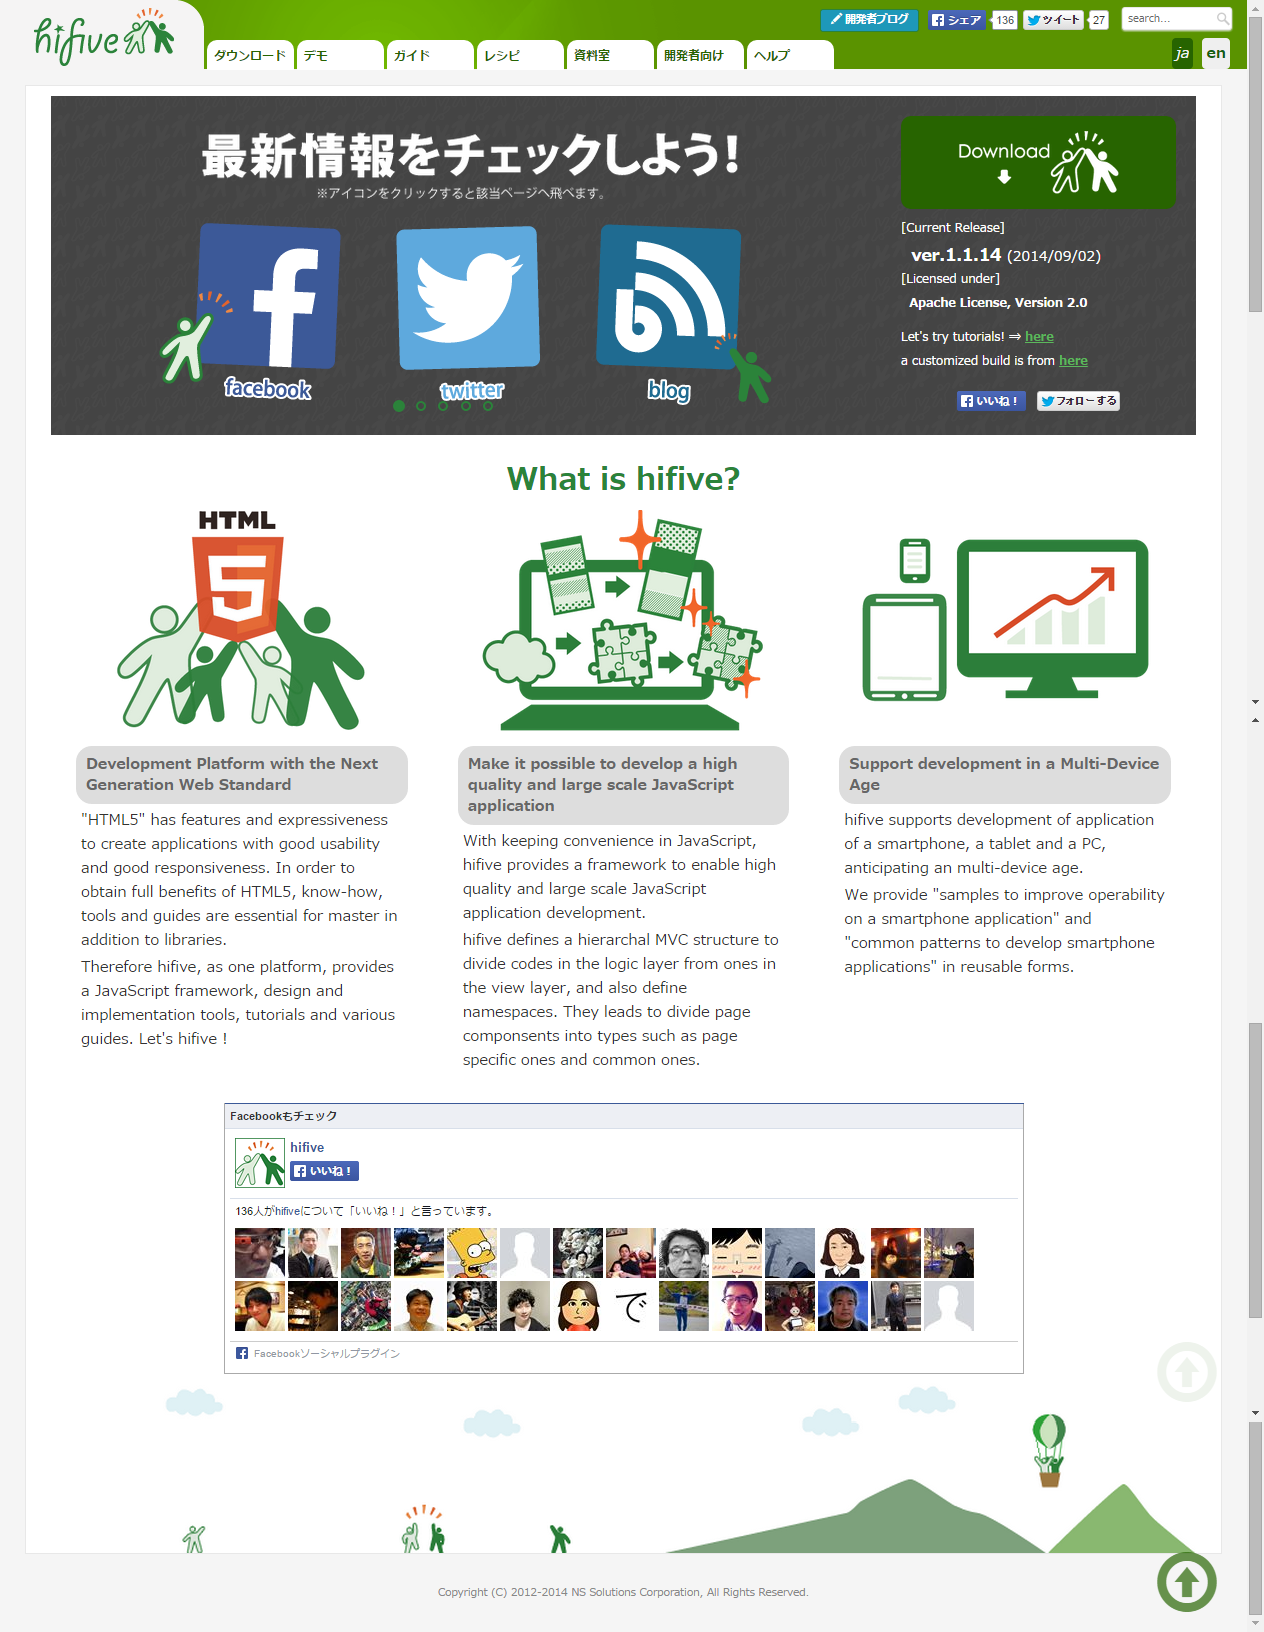 hifive
開発者ブログ
シェア
136
ツイート
27
search...
ダウンロード
デモ
ガイド
レシピ
資料室
開発者向け
ヘルプ
ja
en
最新情報をチェックしよう!
※アイコンをクリックすると該当ページへ飛べます。
facebook
twitter
blog
Download
[Current Release]
ver.1.1.14 (2014/09/02)
[Licensed under]
Apache License, Version 2.0
Let's try tutorials! ⇒ here
a customized build is from here
いいね！
フォローする
What is hifive?
HTML
5
Development Platform with the Next
Generation Web Standard
"HTML5" has features and expressiveness
to create applications with good usability
and good responsiveness. In order to
obtain full benefits of HTML5, know-how,
tools and guides are essential for master in
addition to libraries.
Therefore hifive, as one platform, provides
a JavaScript framework, design and
implementation tools, tutorials and various
guides. Let's hifive !
Make it possible to develop a high
quality and large scale JavaScript
application
With keeping convenience in JavaScript,
hifive provides a framework to enable high
quality and large scale JavaScript
application development.
hifive defines a hierarchal MVC structure to
divide codes in the logic layer from ones in
the view layer, and also define
namespaces. They leads to divide page
componsents into types such as page
specific ones and common ones.
Support development in a Multi-Device
Age
hifive supports development of application
of a smartphone, a tablet and a PC,
anticipating an multi-device age.
We provide "samples to improve operability
on a smartphone application" and
"common patterns to develop smartphone
applications" in reusable forms.
Facebookもチェック
hifive
いいね！
136人がhifiveについて「いいね！」と言っています。
で
Facebookソーシャルプラグイン
Copyright (C) 2012-2014 NS Solutions Corporation, All Rights Reserved.